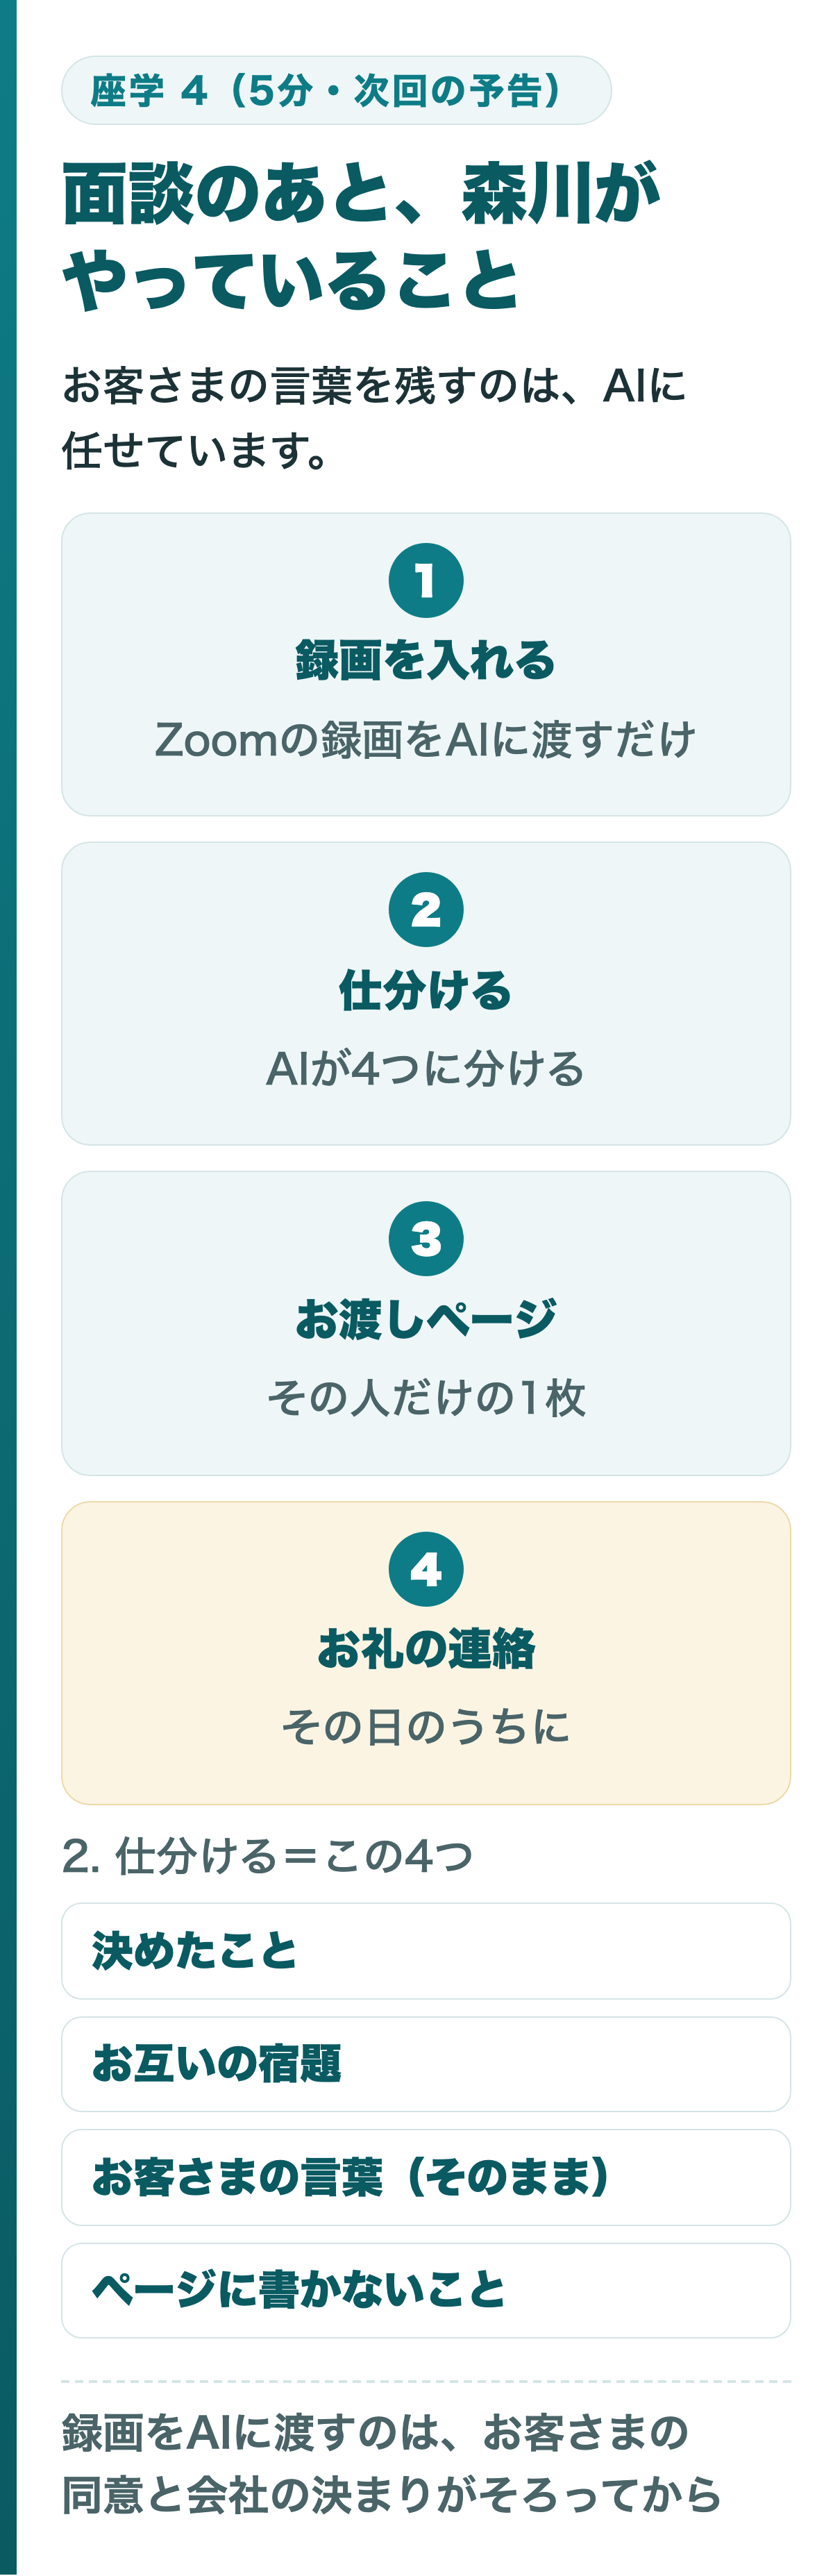 座学 4（5分・次回の予告）
面談のあと、森川が
やっていること
お客さまの言葉を残すのは、AIに
任せています。
1
録画を入れる
Zoomの録画をAIに渡すだけ
2
仕分ける
AIが4つに分ける
3
お渡しページ
その人だけの1枚
4
お礼の連絡
その日のうちに
2. 仕分ける＝この4つ
決めたこと
お互いの宿題
お客さまの言葉（そのまま）
ページに書かないこと
録画をAIに渡すのは、お客さまの
同意と会社の決まりがそろってから